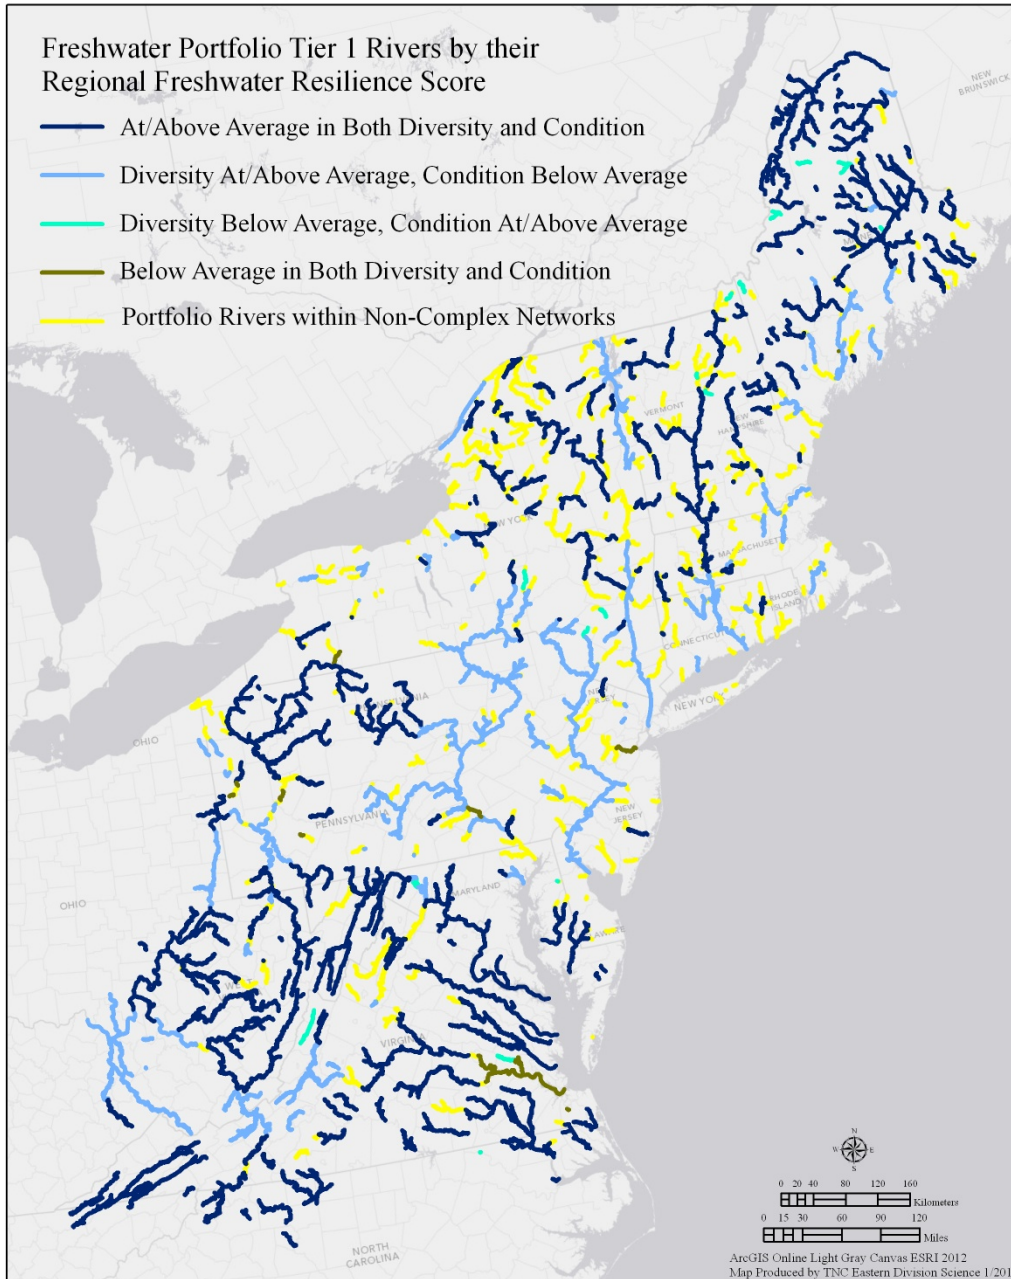 Freshwater Portfolio Tier 1 Rivers by their
Regional Freshwater Resilience Score
At/Above Average in Both Diversity and Condition
Diversity At/Above Average, Condition Below Average
Diversity Below Average, Condition At/Above Average
Below Average in Both Diversity and Condition
Portfolio Rivers within Non-Complex Networks
NEW
BRUNSWICK
VERMONT
NEW
HAMPSHIRE
NEW YORK
MASSACHUSETTS
RHODE
ISLAND
CONNECTICUT
NEW YORK
OHIO
PENNSYLVANIA
NEW
JERSEY
MARYLAND
OHIO
VIRGINIA
NORTH
CAROLINA
N
W E
S
0 20 40 80 120 160
Kilometers
0 15 30 60 90 120
Miles
ArcGIS Online Light Gray Canvas ESRI 2012
Map Produced by TNC Eastern Division Science 1/201